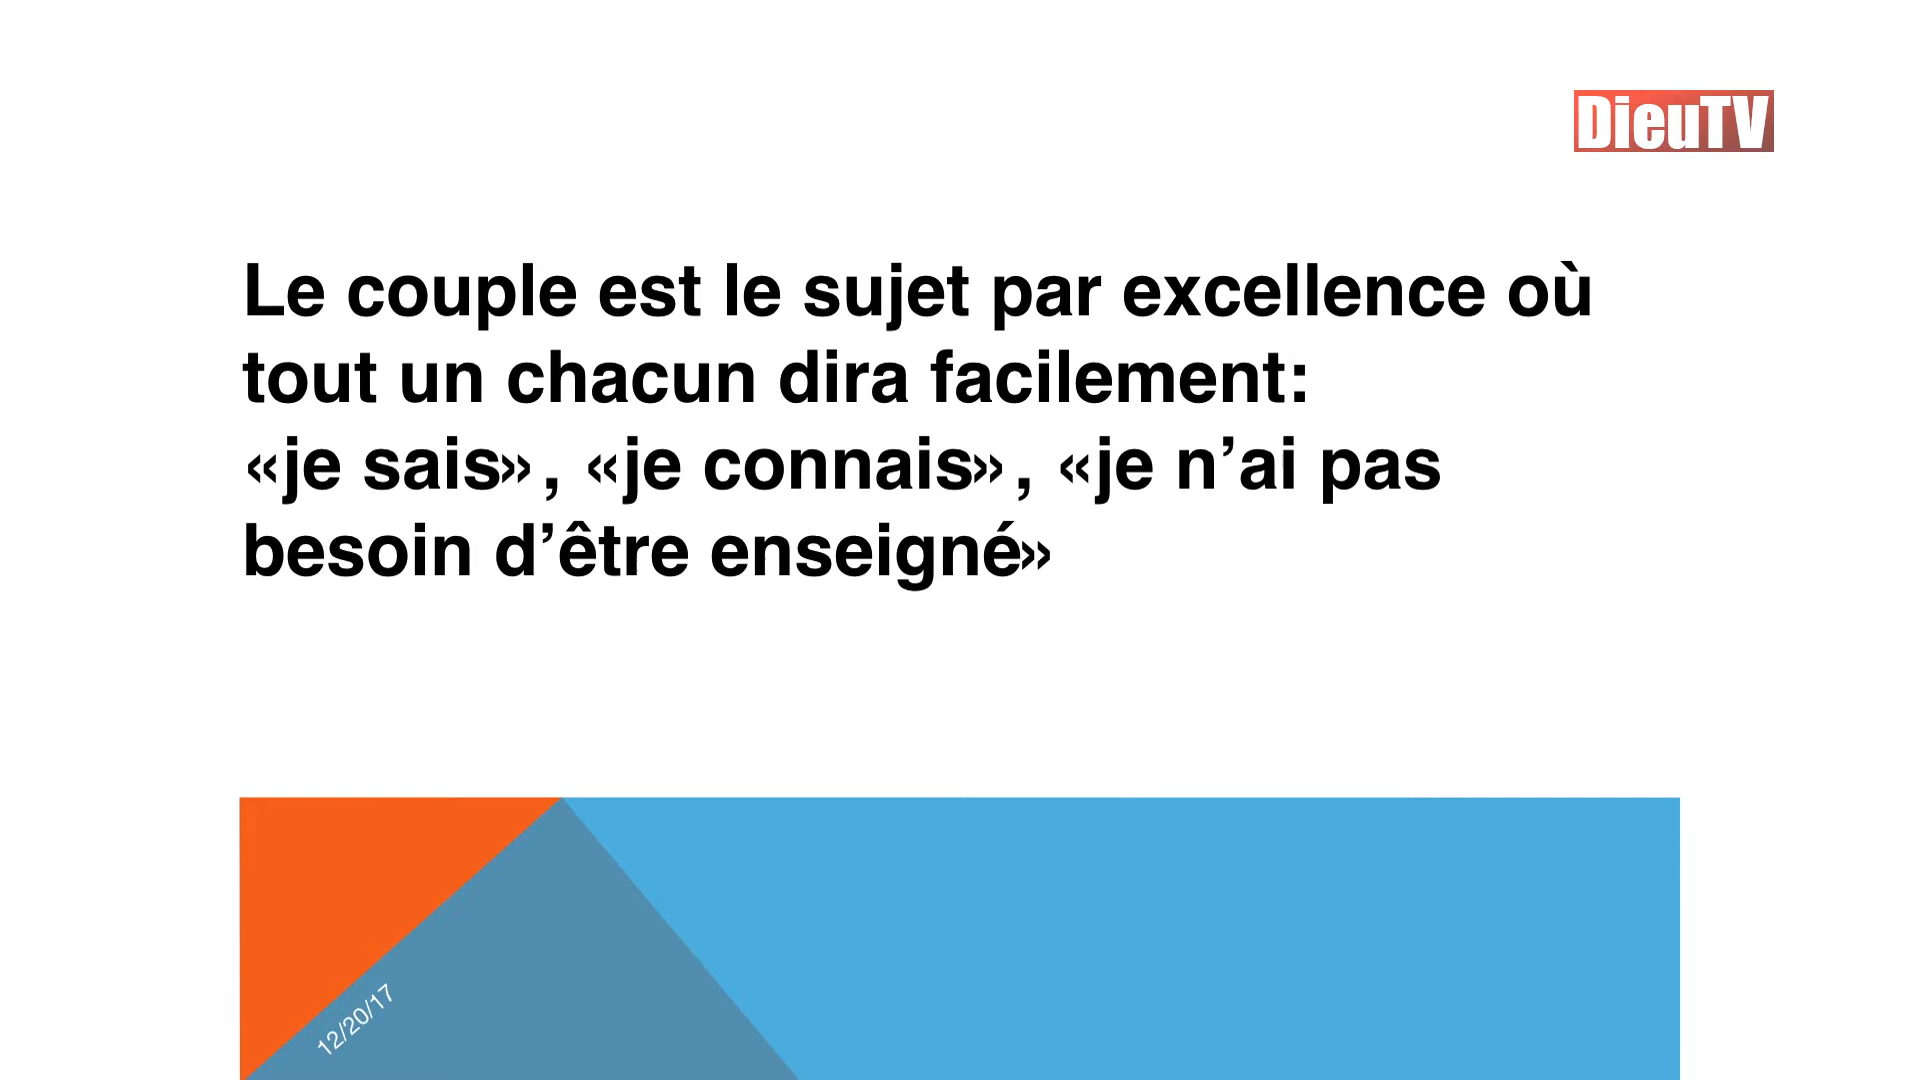 DieuTV
Le couple est le sujet par excellence où
tout un chacun dira facilement:
«je sais», «je connais», «je n’ai pas
besoin d’être enseigné»
12/20/17